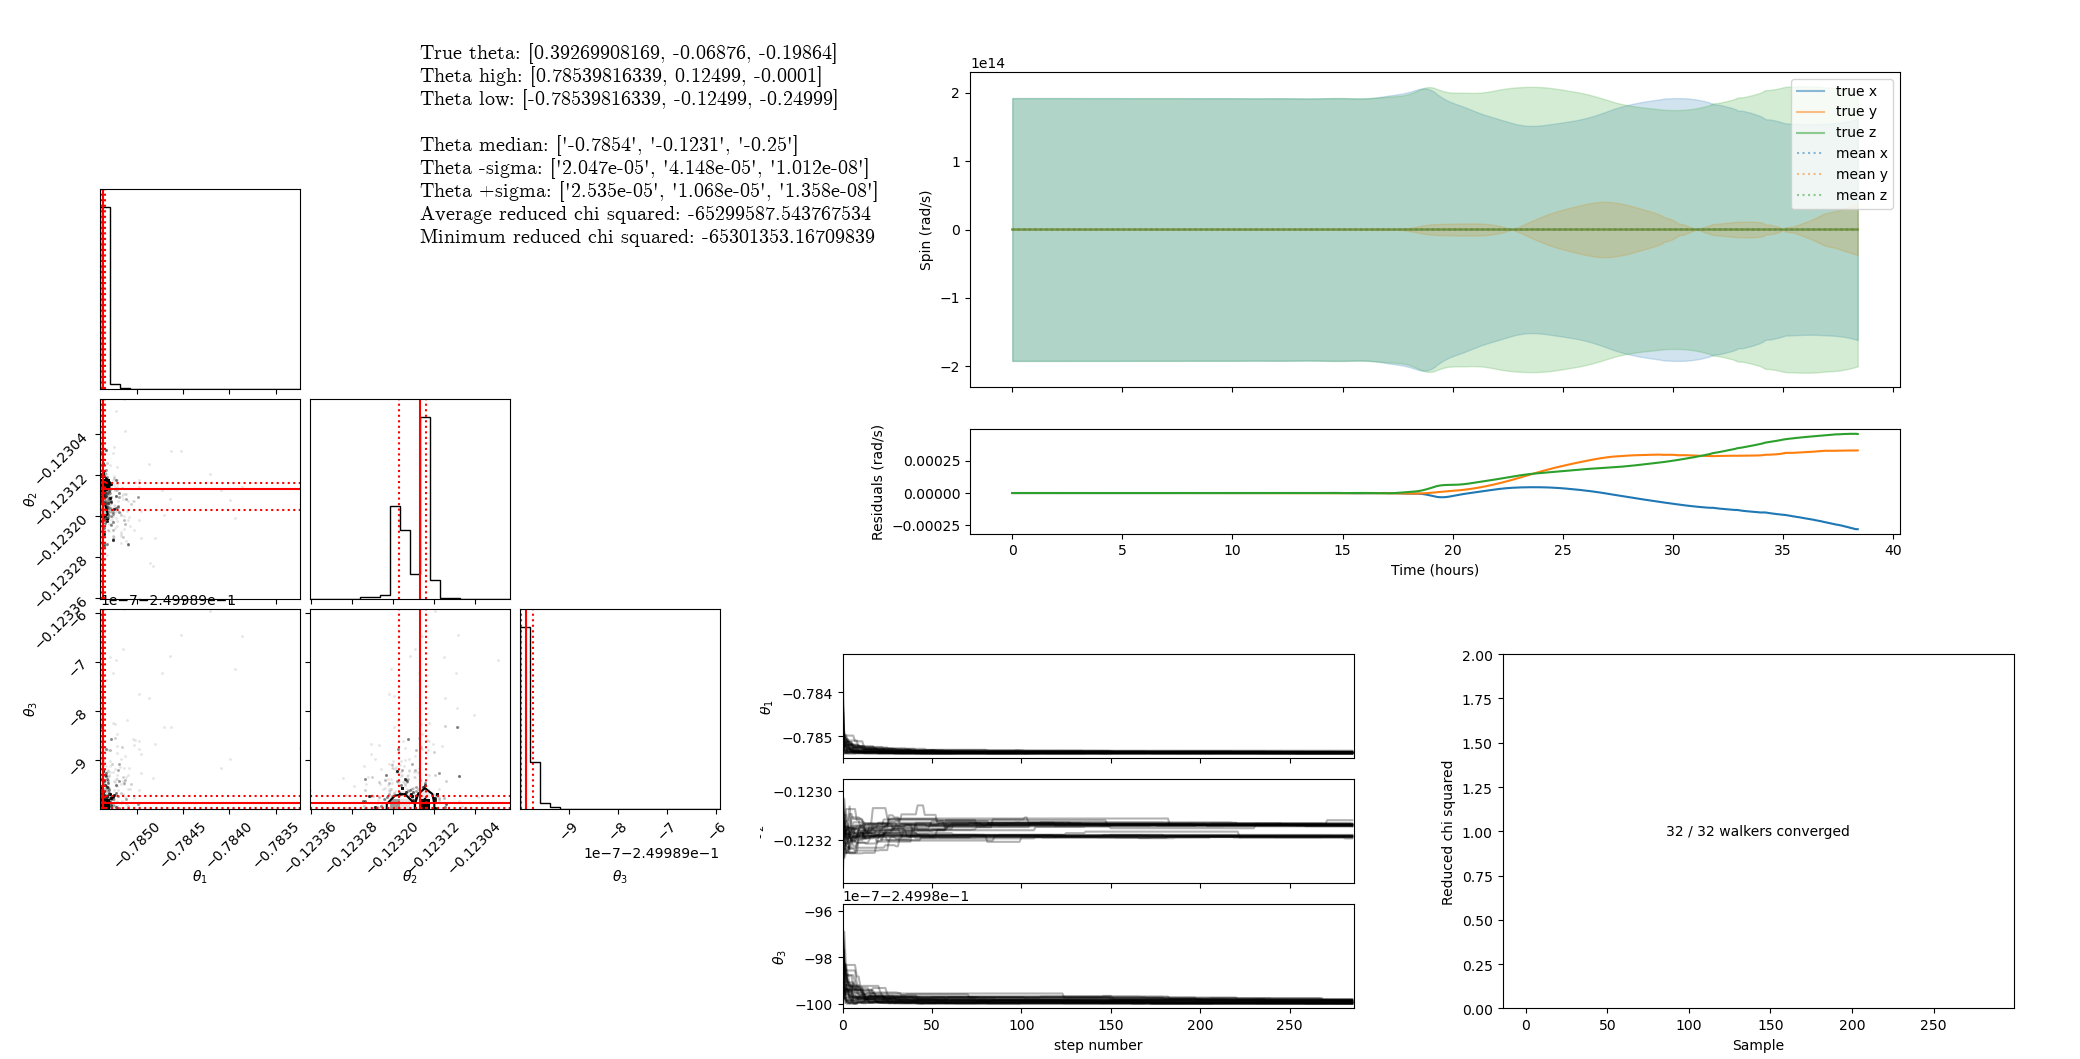 True theta: [0.39269908169, -0.06876, -0.19864]
Theta high: [0.78539816339, 0.12499, -0.0001]
Theta low: [-0.78539816339, -0.12499, -0.24999]
Theta median: ['-0.7854', '-0.1231', '-0.25']
Theta -sigma: ['2.047e-05', '4.148e-05', '1.012e-08']
Theta +sigma: ['2.535e-05', '1.068e-05', '1.358e-08']
Average reduced chi squared: -65299587.543767534
Minimum reduced chi squared: -65301353.16709839
1e14
2
1
0
−1
−2
Spin (rad/s)
true x
true y
true z
mean x
mean y
mean z
0.00025
0.00000
−0.00025
Residuals (rad/s)
0
5
10
15
20
25
30
35
40
Time (hours)
−0.12304
−0.12312
−0.12320
−0.12328
−0.12336
θ2
1e−7−2.49989e−1
−6
−7
−8
−9
θ3
−0.7850
−0.7845
−0.7840
−0.7835
θ1
−0.12336
−0.12328
−0.12320
−0.12312
−0.12304
θ2
−9
−8
−7
−6
1e−7−2.49989e−1
θ3
−0.784
−0.785
θ1
−0.1230
−0.1232
1e−7−2.4998e−1
−96
−98
−100
θ3
0
50
100
150
200
250
step number
2.00
1.75
1.50
1.25
1.00
0.75
0.50
0.25
0.00
Reduced chi squared
32 / 32 walkers converged
0
50
100
150
200
250
Sample